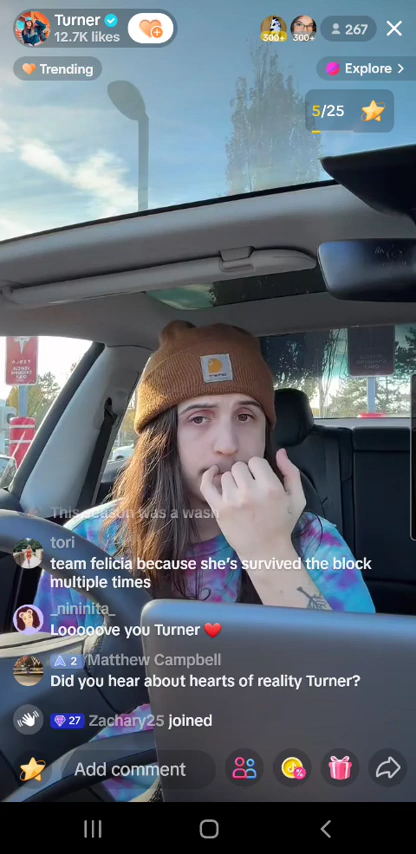 Turner
12.7K likes
300+
300+
267
Trending
Explore >
5/25
TESLA
This season was a wash
tori
team felicia because she's survived the block
multiple times
_nininita_
Looooove you Turner ❤️
2 /Matthew Campbell
Did you hear about hearts of reality Turner?
27 Zachary25 joined
Add comment